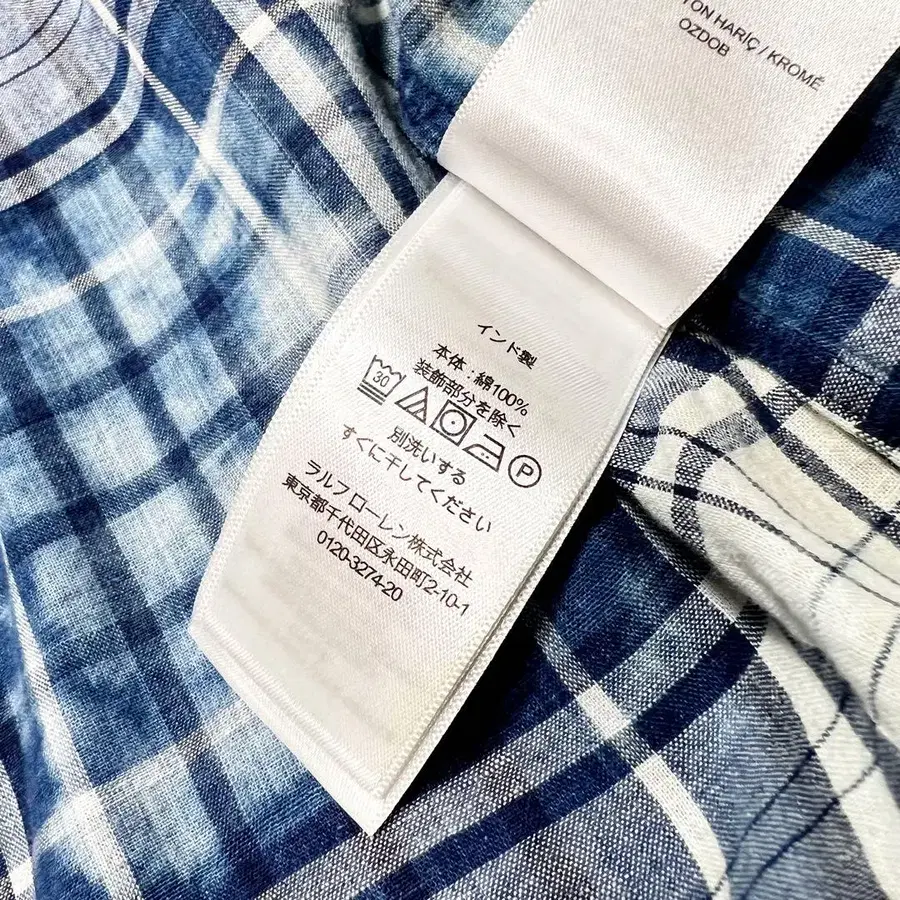 TON HARİÇ / KROMĚ
OZDOB
インド製
本体 : 綿100%
装飾部分を除く
30 P
別洗いする
すぐに干してください
ラルフ ローレン株式会社
東京都千代田区永田町2-10-1
0120-3274-20